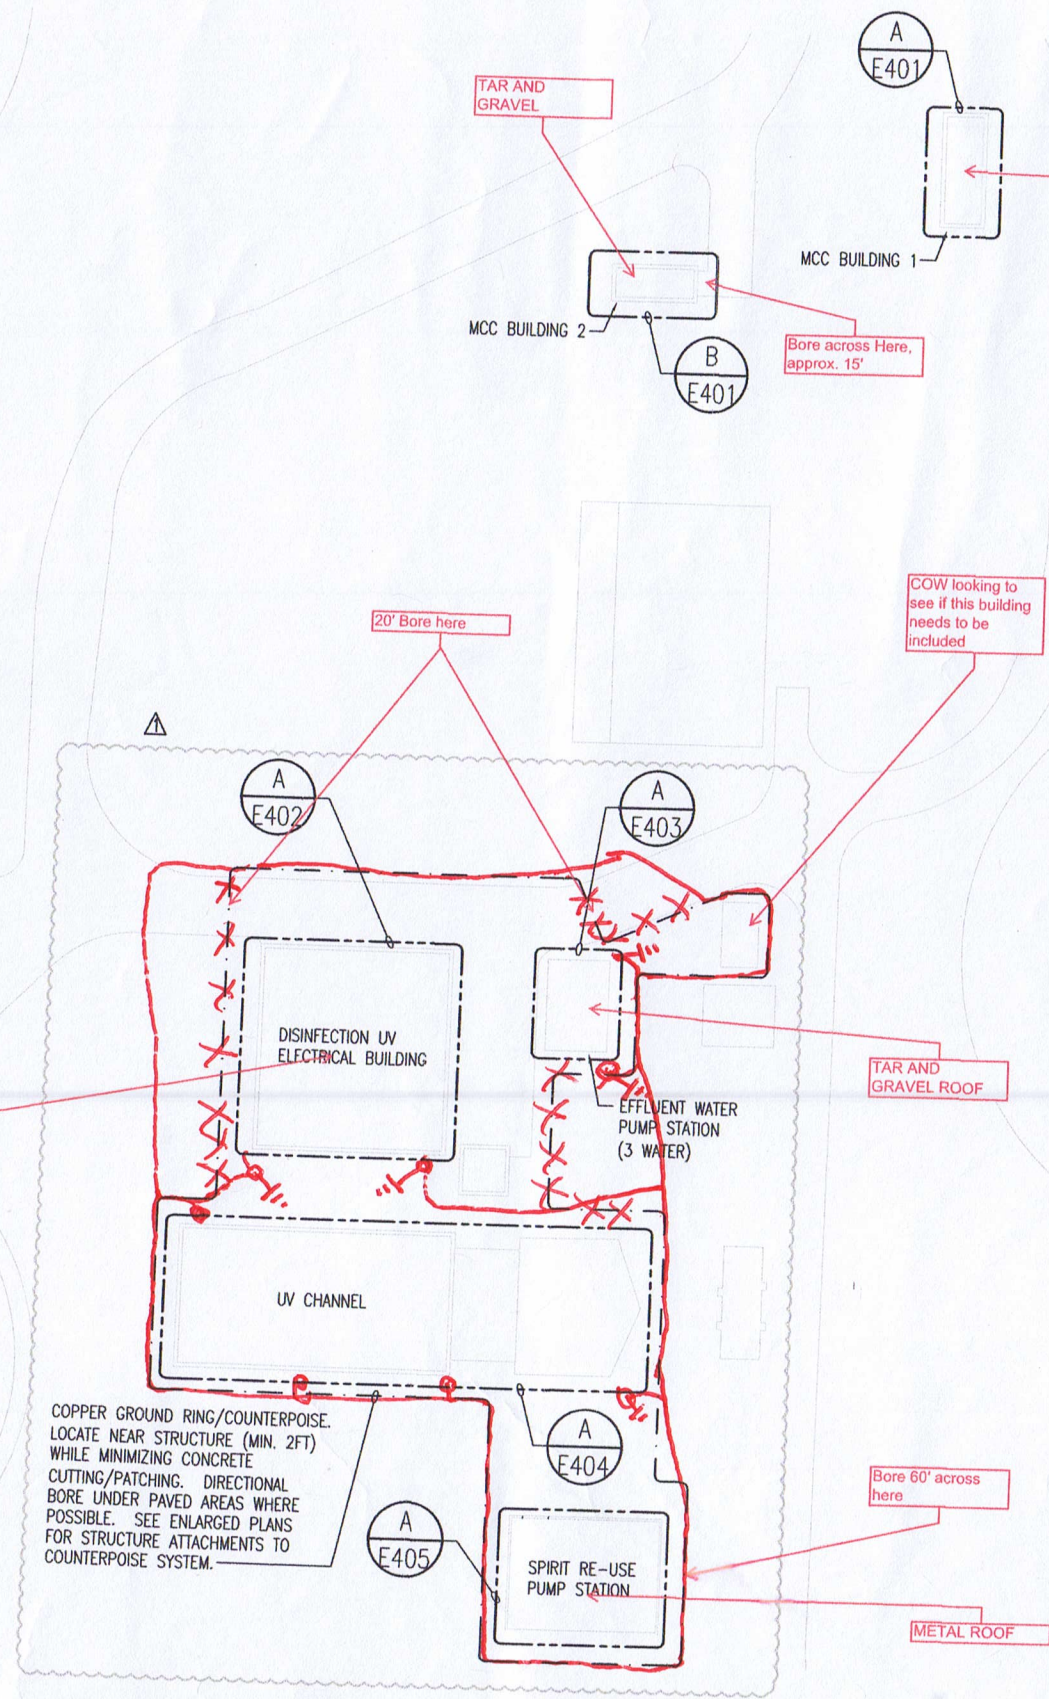 A
E401
TAR AND
GRAVEL
MCC BUILDING 1
MCC BUILDING 2
Bore across Here,
approx. 15'
B
E401
COW looking to
see if this building
needs to be
included
20' Bore here
1
A
E402
A
E403
DISINFECTION UV
ELECTRICAL BUILDING
TAR AND
GRAVEL ROOF
EFFLUENT WATER
PUMP STATION
(3 WATER)
UV CHANNEL
COPPER GROUND RING/COUNTERPOISE.
LOCATE NEAR STRUCTURE (MIN. 2FT)
WHILE MINIMIZING CONCRETE
CUTTING/PATCHING. DIRECTIONAL
BORE UNDER PAVED AREAS WHERE
POSSIBLE. SEE ENLARGED PLANS
FOR STRUCTURE ATTACHMENTS TO
COUNTERPOISE SYSTEM.
A
E404
Bore 60' across
here
A
E405
SPIRIT RE-USE
PUMP STATION
METAL ROOF